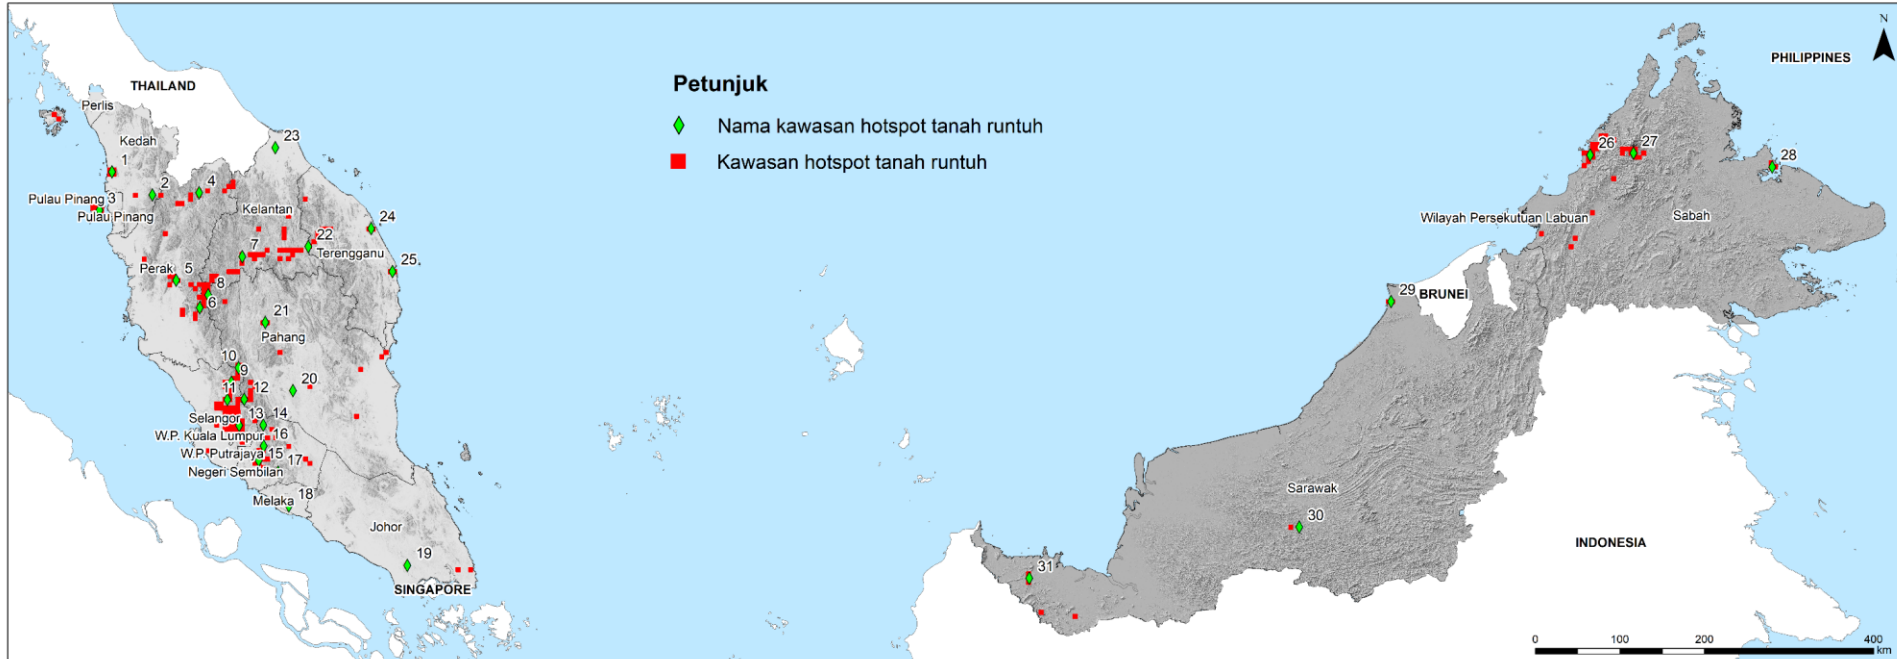 N
PHILIPPINES
THAILAND
Petunjuk
Nama kawasan hotspot tanah runtuh
Kawasan hotspot tanah runtuh
Perlis
Kedah
23
1
2
4
26
27
28
Pulau Pinang 3
Pulau Pinang
Kelantan
24
Wilayah Persekutuan Labuan
Sabah
22
7
Terengganu
Perak
5
25
8
6
29
BRUNEI
21
Pahang
10
9
11
12
20
Selangor
13
14
W.P. Kuala Lumpur
16
W.P. Putrajaya
15
17
Negeri Sembilan
Melaka
18
Sarawak
30
Johor
INDONESIA
19
31
SINGAPORE
0
100
200
400
km